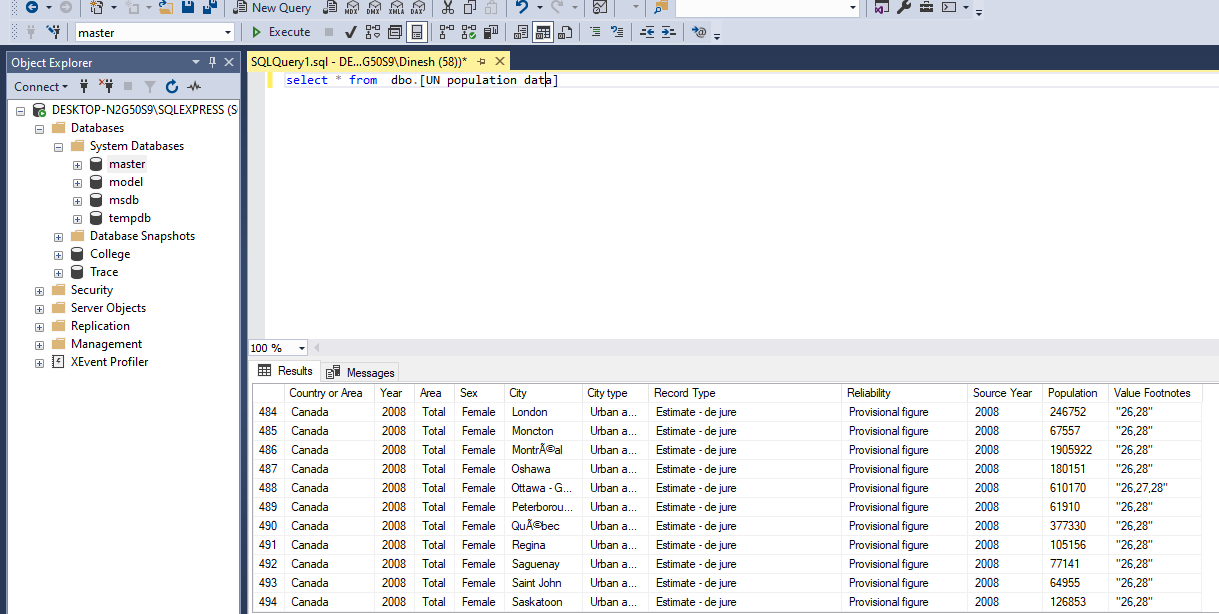 New Query MDX DMX XMLA DAX
master Execute
Object Explorer
Connect
DESKTOP-N2G50S9\SQLEXPRESS (S
Databases
System Databases
master
model
msdb
tempdb
Database Snapshots
College
Trace
Security
Server Objects
Replication
Management
XEvent Profiler
SQLQuery1.sql - DE...G50S9\Dinesh (58))*
select * from  dbo.[UN population data]
100 %
Results Messages
Country or Area Year Area Sex City City type Record Type Reliability Source Year Population Value Footnotes
484 Canada 2008 Total Female London Urban a... Estimate - de jure Provisional figure 2008 246752 "26,28"
485 Canada 2008 Total Female Moncton Urban a... Estimate - de jure Provisional figure 2008 67557 "26,28"
486 Canada 2008 Total Female MontrÃ©al Urban a... Estimate - de jure Provisional figure 2008 1905922 "26,28"
487 Canada 2008 Total Female Oshawa Urban a... Estimate - de jure Provisional figure 2008 180151 "26,28"
488 Canada 2008 Total Female Ottawa - G... Urban a... Estimate - de jure Provisional figure 2008 610170 "26,27,28"
489 Canada 2008 Total Female Peterborou... Urban a... Estimate - de jure Provisional figure 2008 61910 "26,28"
490 Canada 2008 Total Female QuÃ©bec Urban a... Estimate - de jure Provisional figure 2008 377330 "26,28"
491 Canada 2008 Total Female Regina Urban a... Estimate - de jure Provisional figure 2008 105156 "26,28"
492 Canada 2008 Total Female Saguenay Urban a... Estimate - de jure Provisional figure 2008 77141 "26,28"
493 Canada 2008 Total Female Saint John Urban a... Estimate - de jure Provisional figure 2008 64955 "26,28"
494 Canada 2008 Total Female Saskatoon Urban a... Estimate - de jure Provisional figure 2008 126853 "26,28"